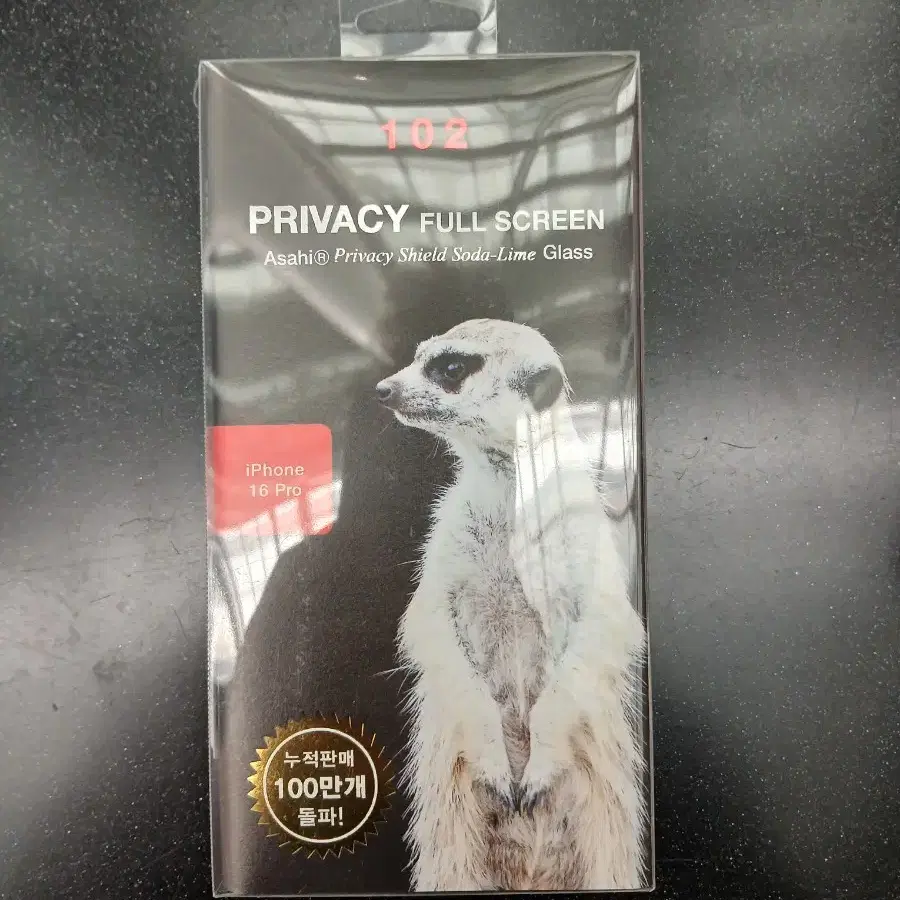 102
PRIVACY FULL SCREEN
Asahi® Privacy Shield Soda-Lime Glass
iPhone
16 Pro
누적판매
100만개
돌파!